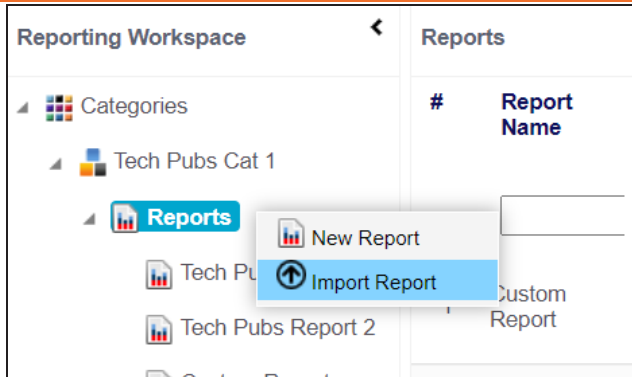 Reporting Workspace
Reports
Categories
#
Report
Name
Tech Pubs Cat 1
Reports
New Report
Tech
Import Report
Custom
Report
Tech Pubs Report 2